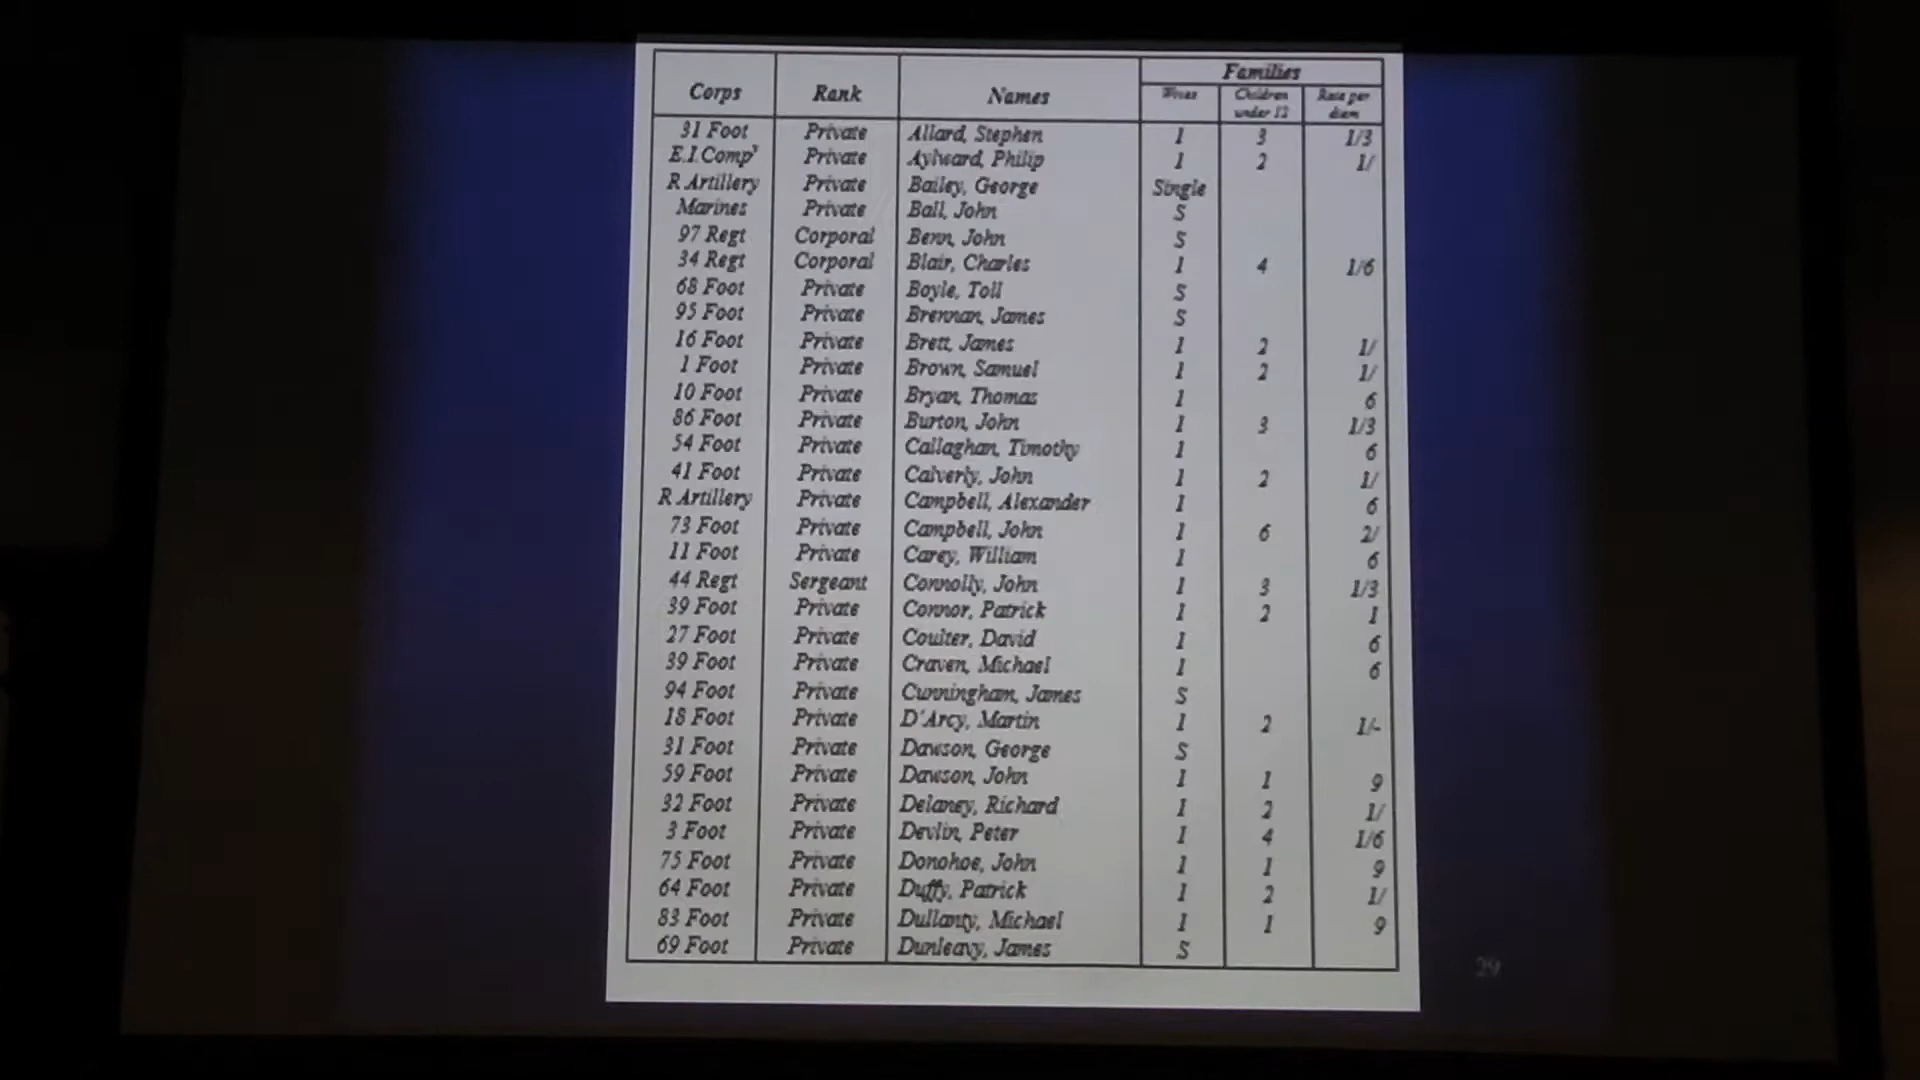 Families
Corps Rank Names Wives Children under 12 Rate per diem
31 Foot Private Allard, Stephen 1 3 1/3
E.I.Compy Private Aylward, Philip 1 2 1/
R Artillery Private Bailey, George Single
Marines Private Ball, John S
97 Regt Corporal Benn, John S
34 Regt Corporal Blair, Charles 1 4 1/6
68 Foot Private Boyle, Toll S
95 Foot Private Brennan, James S
16 Foot Private Brett, James 1 2 1/
1 Foot Private Brown, Samuel 1 2 1/
10 Foot Private Bryan, Thomas 1 6
86 Foot Private Burton, John 1 3 1/3
54 Foot Private Callaghan, Timothy 1 6
41 Foot Private Calverly, John 1 2 1/
R Artillery Private Campbell, Alexander 1 6
73 Foot Private Campbell, John 1 6 2/
11 Foot Private Carey, William 1 6
44 Regt Sergeant Connolly, John 1 3 1/3
39 Foot Private Connor, Patrick 1 2 1
27 Foot Private Coulter, David 1 6
39 Foot Private Craven, Michael 1 6
94 Foot Private Cunningham, James S
18 Foot Private D'Arcy, Martin 1 2 1/-
31 Foot Private Dawson, George S
59 Foot Private Dawson, John 1 1 9
32 Foot Private Delaney, Richard 1 2 1/
3 Foot Private Devlin, Peter 1 4 1/6
75 Foot Private Donohoe, John 1 1 9
64 Foot Private Duffy, Patrick 1 2 1/
83 Foot Private Dullanty, Michael 1 1 9
69 Foot Private Dunleavy, James S
29